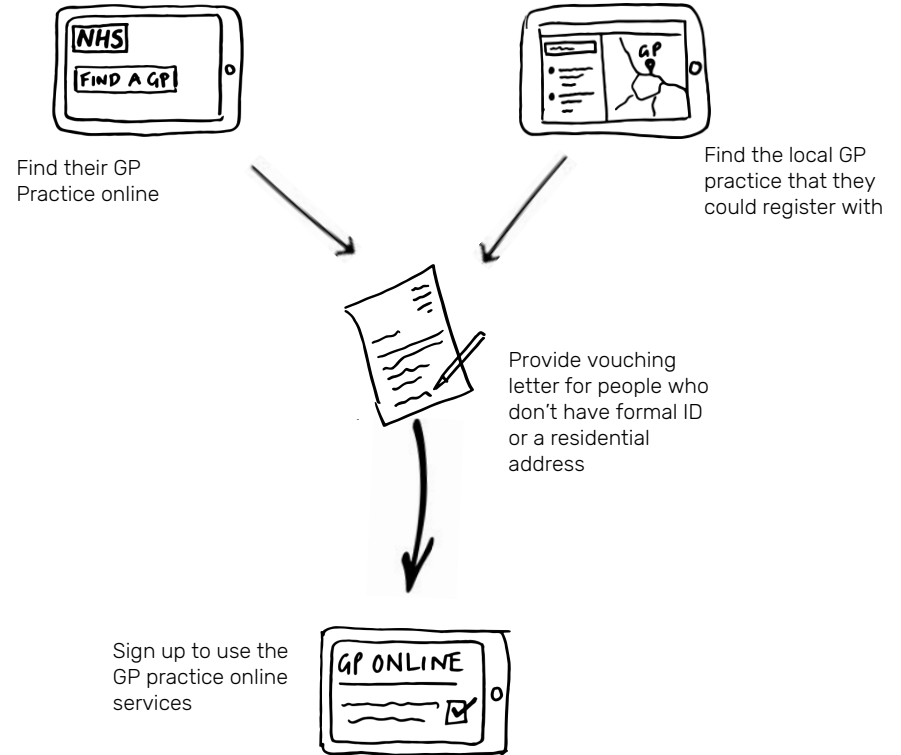 NHS
FIND A GP
GP
Find their GP
Practice online
Find the local GP
practice that they
could register with
Provide vouching
letter for people who
don't have formal ID
or a residential
address
Sign up to use the
GP practice online
services
GP ONLINE